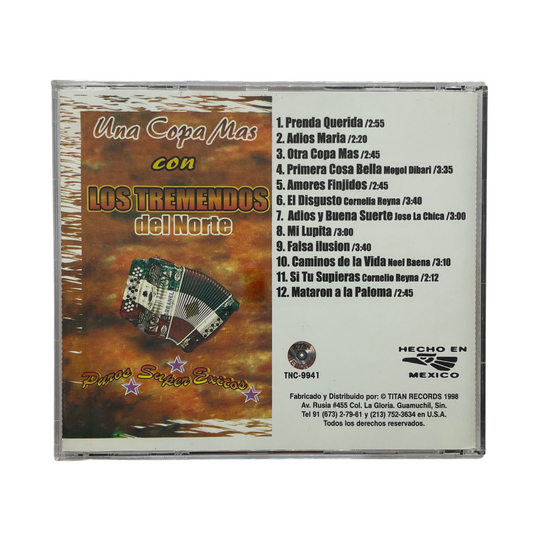 Una Copa Mas
con
LOS TREMENDOS
del Norte
Puros Super Exitos
1. Prenda Querida /2:55
2. Adios Maria /2:20
3. Otra Copa Mas /2:45
4. Primera Cosa Bella Mogol Dibari /3:35
5. Amores Finjidos /2:45
6. El Disgusto Cornelia Reyna /3:40
7. Adios y Buena Suerte Jose La Chica /3:00
8. Mi Lupita /3:00
9. Falsa ilusion /3:40
10. Caminos de la Vida Noel Baena /3:10
11. Si Tu Supieras Cornelio Reyna /2:12
12. Mataron a la Paloma /2:45
TNC-9941
HECHO EN
MEXICO
Fabricado y Distribuido por: © TITAN RECORDS 1998
Av. Rusia #455 Col. La Gloria. Guamuchil, Sin.
Tel 91 (673) 2-79-61 y (213) 752-3634 en U.S.A.
Todos los derechos reservados.